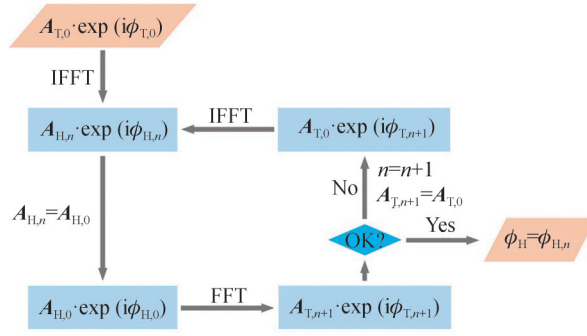 A_T,0·exp (iϕ_T,0)
IFFT
A_H,n·exp (iϕ_H,n)
IFFT
A_T,0·exp (iϕ_T,n+1)
A_H,n=A_H,0
No
n=n+1
A_T,n+1=A_T,0
OK?
Yes
ϕ_H=ϕ_H,n
A_H,0·exp (iϕ_H,0)
FFT
A_T,n+1·exp (iϕ_T,n+1)